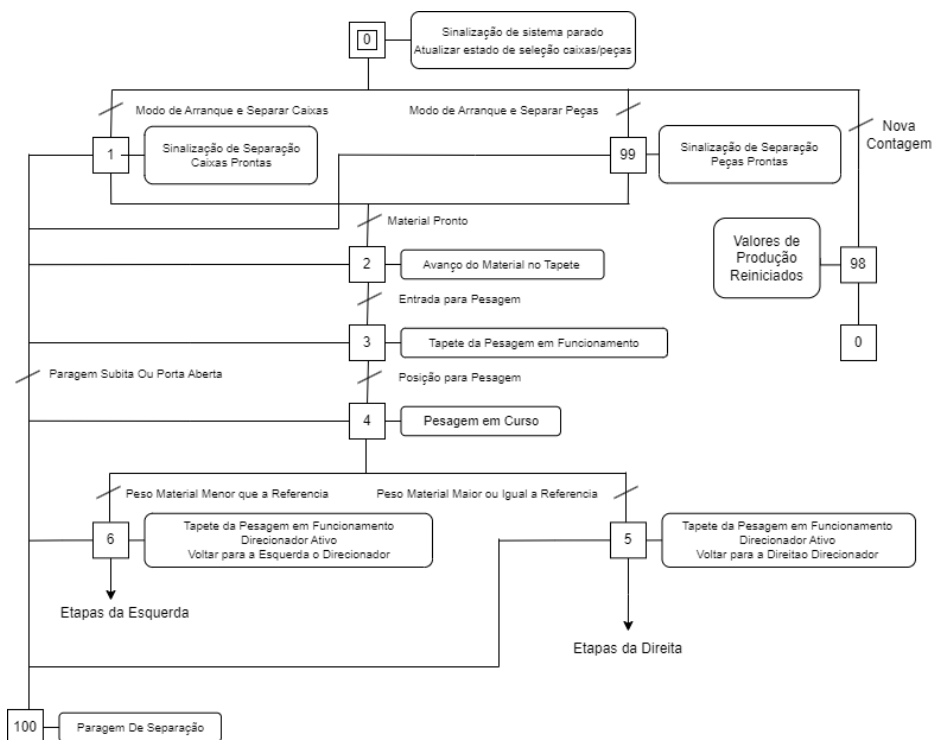 0
Sinalização de sistema parado
Atualizar estado de seleção caixas/peças
Modo de Arranque e Separar Caixas
Modo de Arranque e Separar Peças
Nova
Contagem
1
Sinalização de Separação
Caixas Prontas
99
Sinalização de Separação
Peças Prontas
Material Pronto
2
Avanço do Material no Tapete
Valores de
Produção
Reiniciados
98
Entrada para Pesagem
3
Tapete da Pesagem em Funcionamento
0
Paragem Subita Ou Porta Aberta
Posição para Pesagem
4
Pesagem em Curso
Peso Material Menor que a Referencia
Peso Material Maior ou Igual a Referencia
6
Tapete da Pesagem em Funcionamento
Direcionador Ativo
Voltar para a Esquerda o Direcionador
5
Tapete da Pesagem em Funcionamento
Direcionador Ativo
Voltar para a Direitao Direcionador
Etapas da Esquerda
Etapas da Direita
100
Paragem De Separação